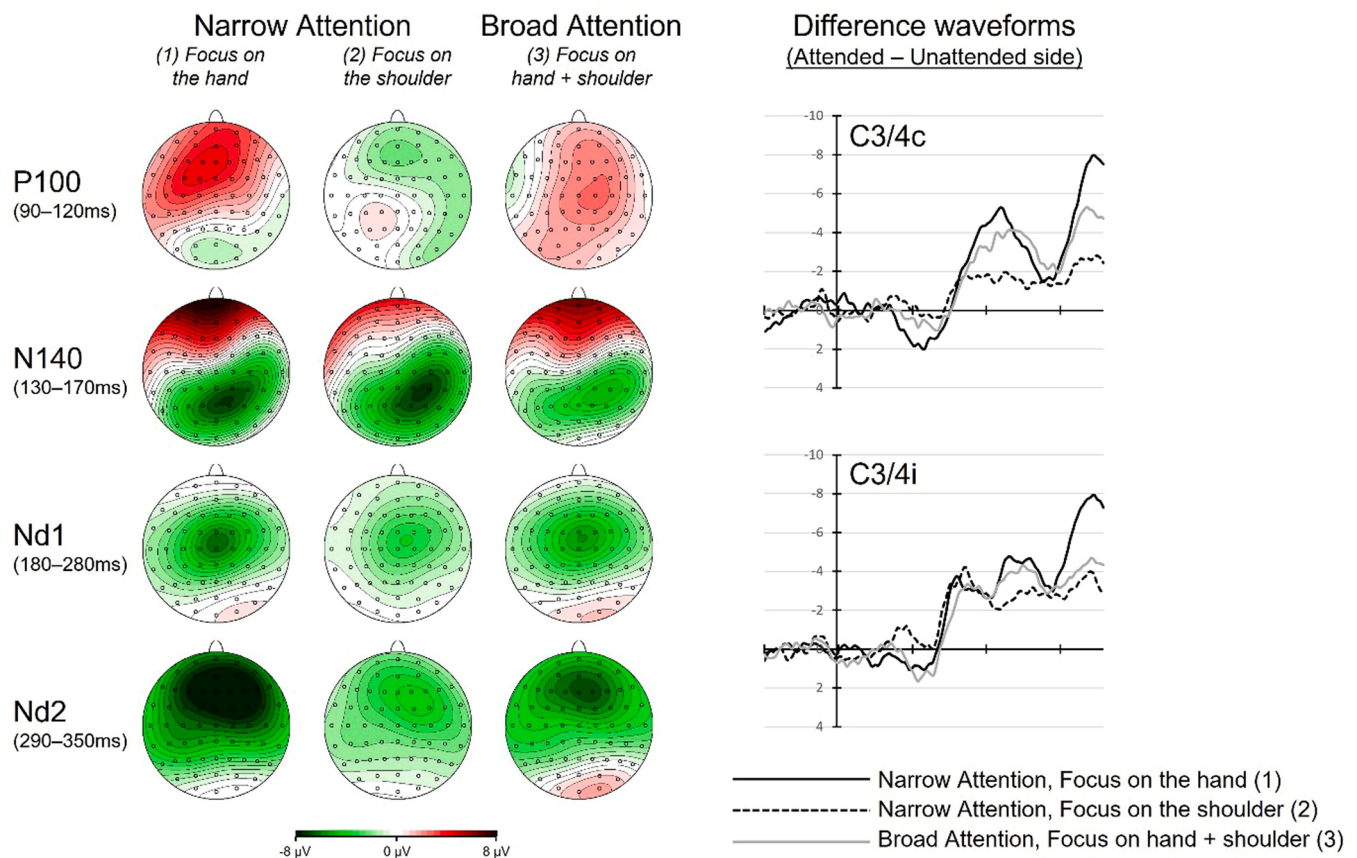 Narrow Attention
Broad Attention
Difference waveforms
(1) Focus on
the hand
(2) Focus on
the shoulder
(3) Focus on
hand + shoulder
(Attended – Unattended side)
P100
(90–120ms)
N140
(130–170ms)
Nd1
(180–280ms)
Nd2
(290–350ms)
-8 µV
0 µV
8 µV
C3/4c
-10
-8
-6
-4
-2
0
2
4
C3/4i
-10
-8
-6
-4
-2
0
2
4
Narrow Attention, Focus on the hand (1)
Narrow Attention, Focus on the shoulder (2)
Broad Attention, Focus on hand + shoulder (3)